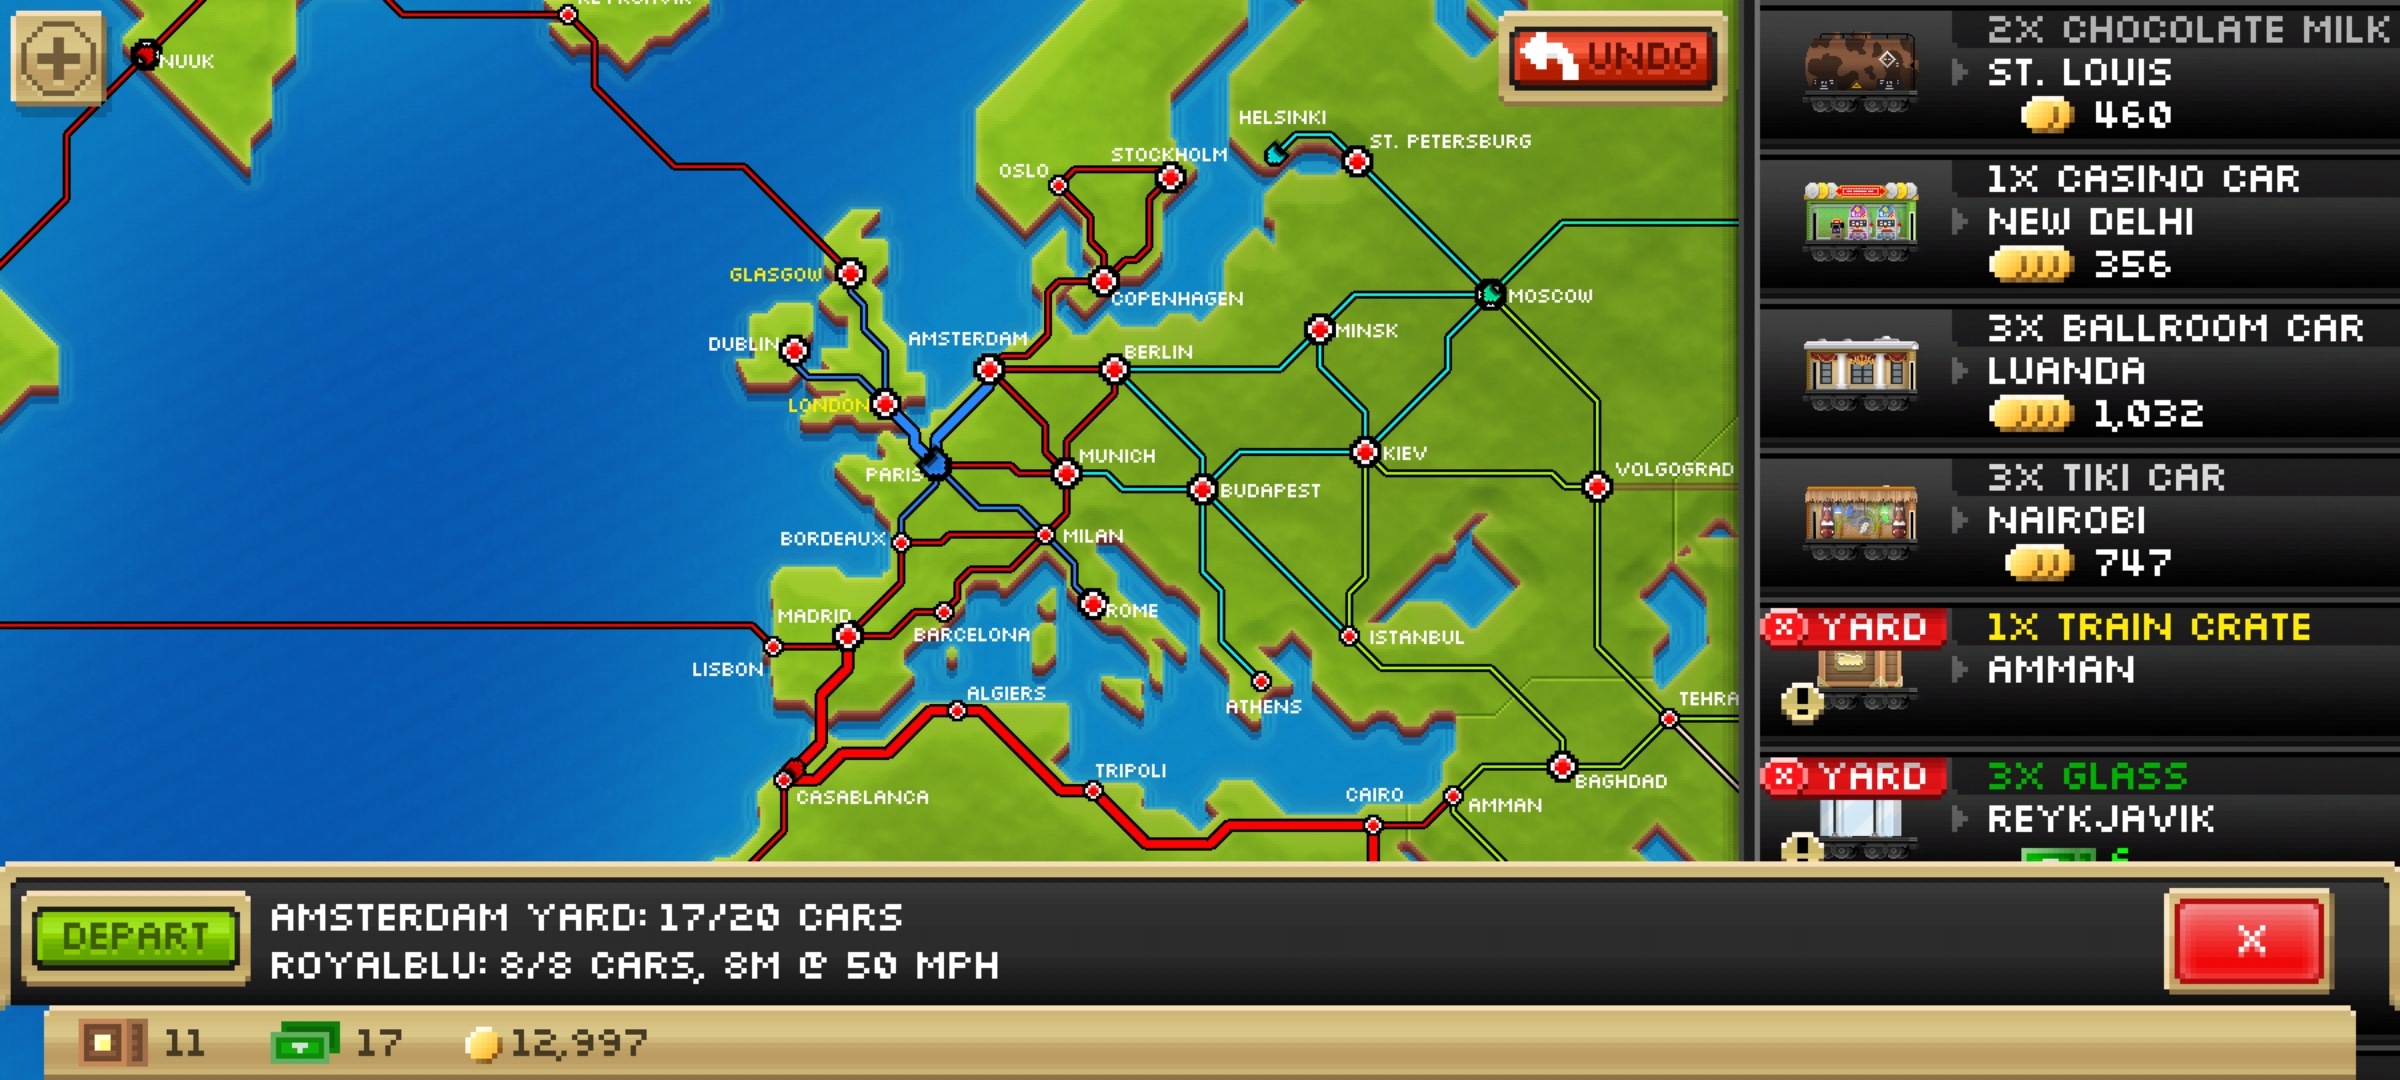 REYKJAVIK
NUUK
UNDO
HELSINKI
ST. PETERSBURG
STOCKHOLM
OSLO
GLASGOW
COPENHAGEN
MOSCOW
DUBLIN
AMSTERDAM
BERLIN
MINSK
LONDON
PARIS
MUNICH
KIEV
BUDAPEST
VOLGOGRAD
BORDEAUX
MILAN
MADRID
BARCELONA
ROME
ISTANBUL
LISBON
ALGIERS
ATHENS
TEHRA
CASABLANCA
TRIPOLI
CAIRO
AMMAN
BAGHDAD
2X CHOCOLATE MILK
ST. LOUIS
460
1X CASINO CAR
NEW DELHI
356
3X BALLROOM CAR
LUANDA
1,032
3X TIKI CAR
NAIROBI
747
YARD
1X TRAIN CRATE
AMMAN
YARD
3X GLASS
REYKJAVIK
DEPART
AMSTERDAM YARD: 17/20 CARS
ROYALBLU: 8/8 CARS, 8M @ 50 MPH
X
11
17
12,997